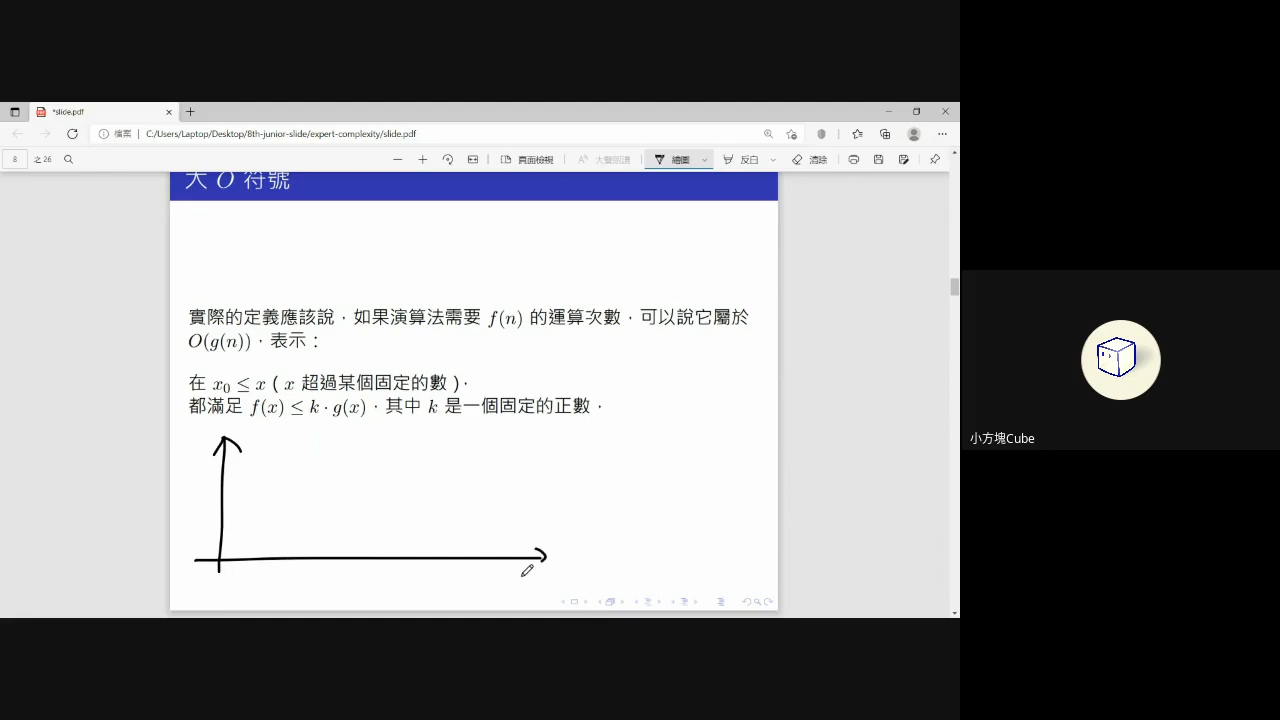 *slide.pdf
檔案 C:/Users/Laptop/Desktop/8th-junior-slide/expert-complexity/slide.pdf
8 之 26 頁面檢視 大聲朗讀 繪圖 反白 清除
大 O 符號
實際的定義應該說,如果演算法需要 f(n) 的運算次數,可以說它屬於
O(g(n)),表示:
在 x₀ ≤ x ( x 超過某個固定的數 ),
都滿足 f(x) ≤ k · g(x),其中 k 是一個固定的正數。
小方塊Cube